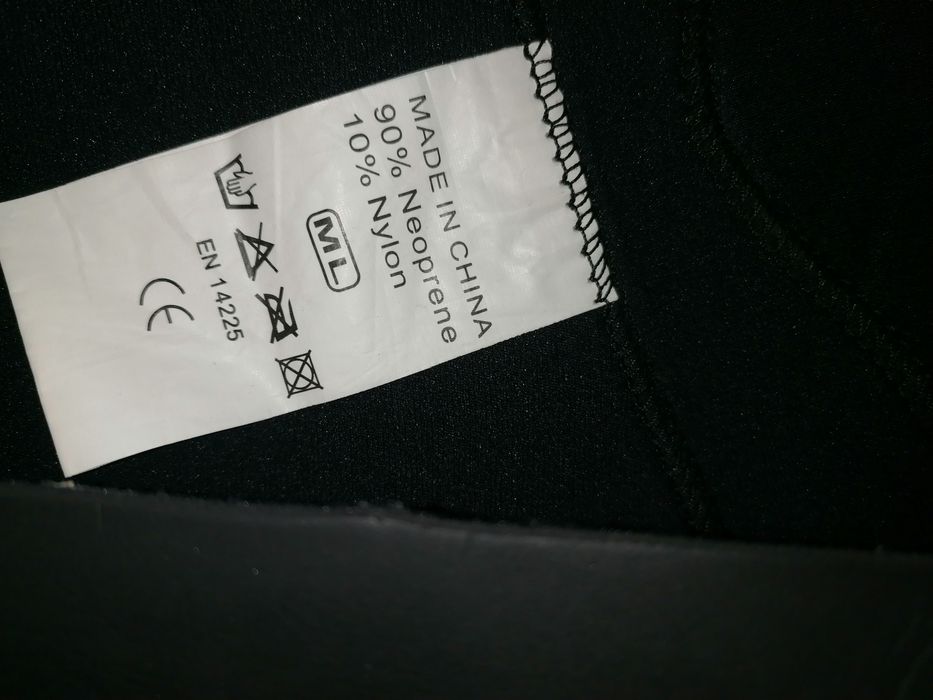 MADE IN CHINA
90% Neoprene
10% Nylon
ML
EN 14225
CE